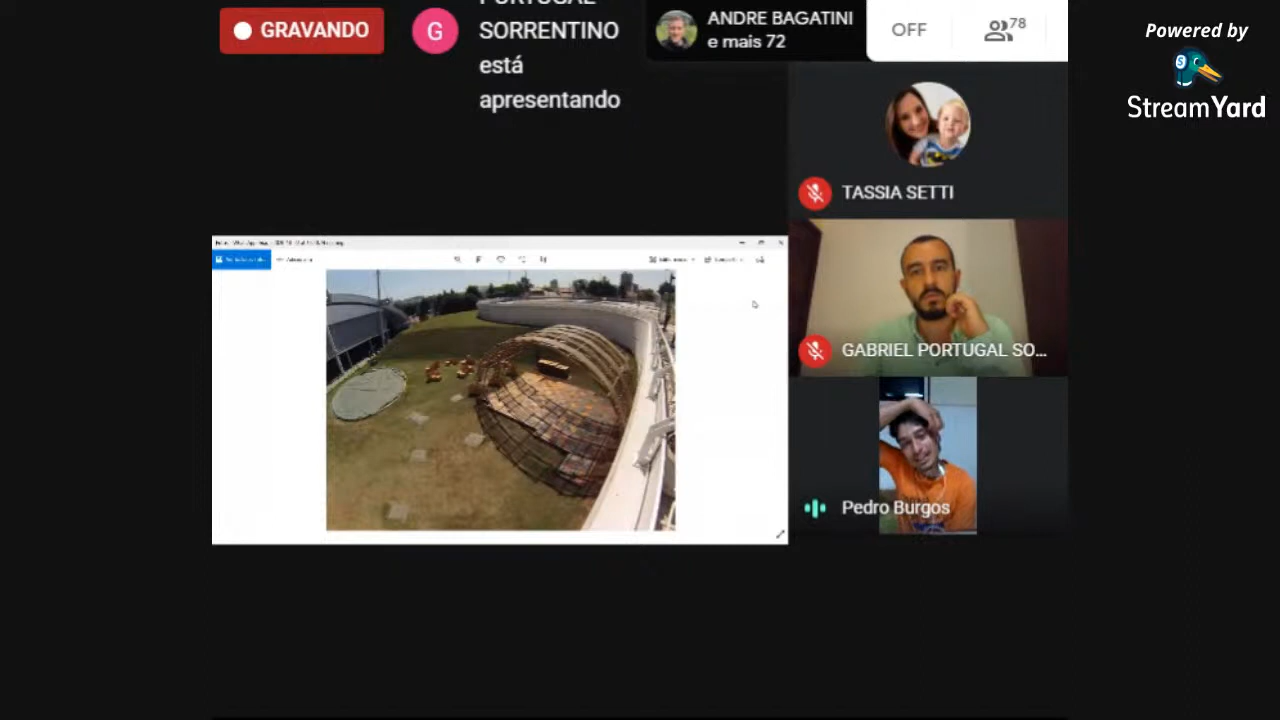 GRAVANDO
G
PORTUGAL
SORRENTINO
está
apresentando
ANDRE BAGATINI
e mais 72
OFF
78
Powered by
StreamYard
TASSIA SETTI
GABRIEL PORTUGAL SO...
Pedro Burgos